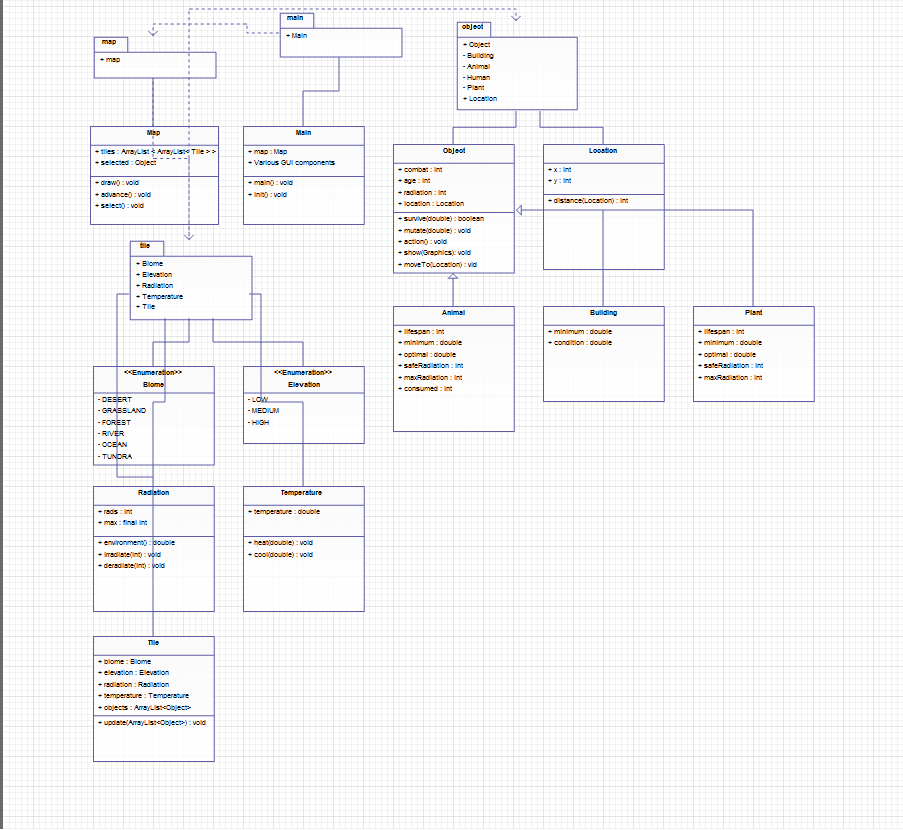 main
+ Main
map
+ map
object
+ Object
- Building
- Animal
- Human
- Plant
+ Location
Map
+ tiles : ArrayList < ArrayList< Tile > >
+ selected : Object
+ draw() : void
+ advance() : void
+ select() : void
Main
+ map : Map
+ Various GUI components
+ main() : void
+ init() : void
Object
+ combat : int
+ age : int
+ radiation : int
+ location : Location
+ survive(double) : boolean
+ mutate(double) : void
+ action() : void
+ show(Graphics): void
+ moveTo(Location) : vid
Location
+ x : int
+ y : int
+ distance(Location) : int
tile
+ Biome
+ Elevation
+ Radiation
+ Temperature
+ Tile
Animal
+ lifespan : int
+ minimum : double
+ optimal : double
+ safeRadiation : int
+ maxRadiation : int
+ consumed : int
Building
+ minimum : double
+ condition : double
Plant
+ lifespan : int
+ minimum : double
+ optimal : double
+ safeRadiation : int
+ maxRadiation : int
<<Enumeration>>
Biome
- DESERT
- GRASSLAND
- FOREST
- RIVER
- OCEAN
- TUNDRA
<<Enumeration>>
Elevation
- LOW
- MEDIUM
- HIGH
Radiation
+ rads : int
+ max : final int
+ environment() : double
+ irradiate(int) : void
+ deradiate(int) : void
Temperature
+ temperature : double
+ heat(double) : void
+ cool(double) : void
Tile
+ biome : Biome
+ elevation : Elevation
+ radiation : Radiation
+ temperature : Temperature
+ objects : ArrayList<Object>
+ update(ArrayList<Object>) : void